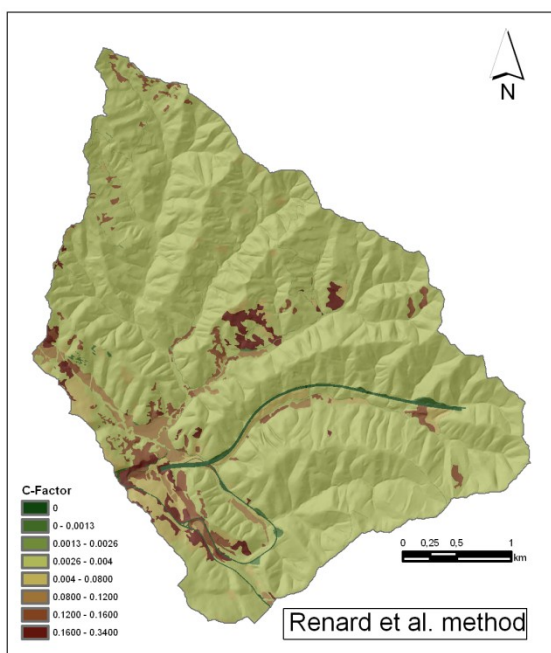 N
C-Factor
0
0 - 0,0013
0.0013 - 0.0026
0.0026 - 0.004
0.004 - 0.0800
0.0800 - 0.1200
0.1200 - 0.1600
0.1600 - 0.3400
0 0,25 0,5 1
km
Renard et al. method